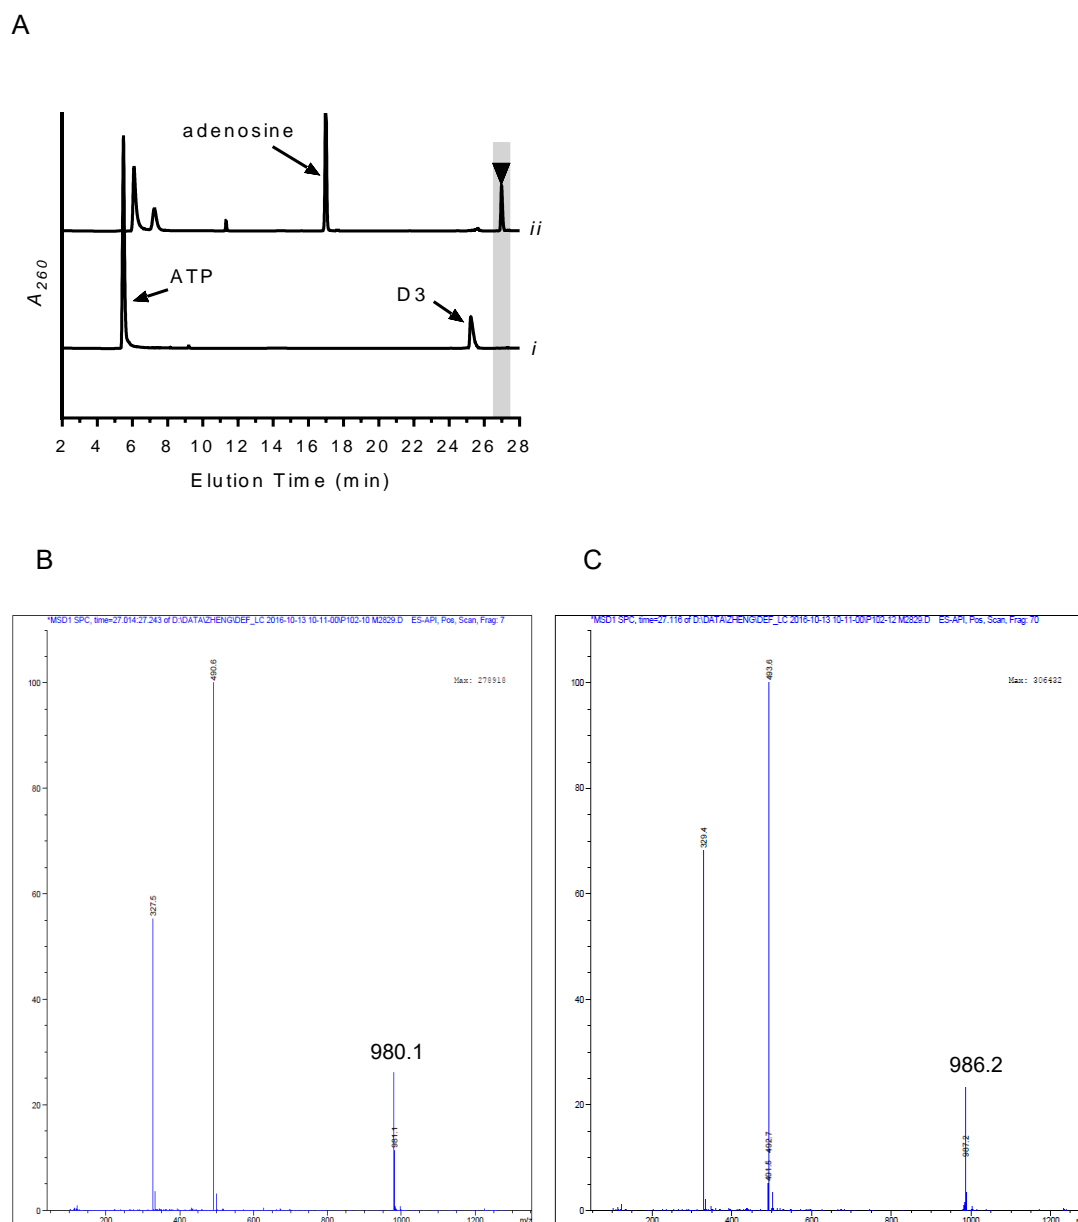 A
adenosine
ii
ATP
D3
i
A260
2 4 6 8 10 12 14 16 18 20 22 24 26 28
Elution Time (min)
B
*MSD1 SPC, time=27.014:27.243 of D:\DATA\ZHENG\DEF_LC 2016-10-13 10-11-00\P102-10 M2829.D ES-API, Pos, Scan, Frag: 7
490.6
Max: 278918
100
80
60
327.5
40
980.1
981.1
20
0
200 400 600 800 1000 m/z
C
*MSD1 SPC, time=27.116 of D:\DATA\ZHENG\DEF_LC 2016-10-13 10-11-00\P102-12 M2829.D ES-API, Pos, Scan, Frag: 70
493.6
Max: 306432
100
80
329.4
60
40
986.2
987.2
20
492.7
491.5
0
200 400 600 800 1000 1200